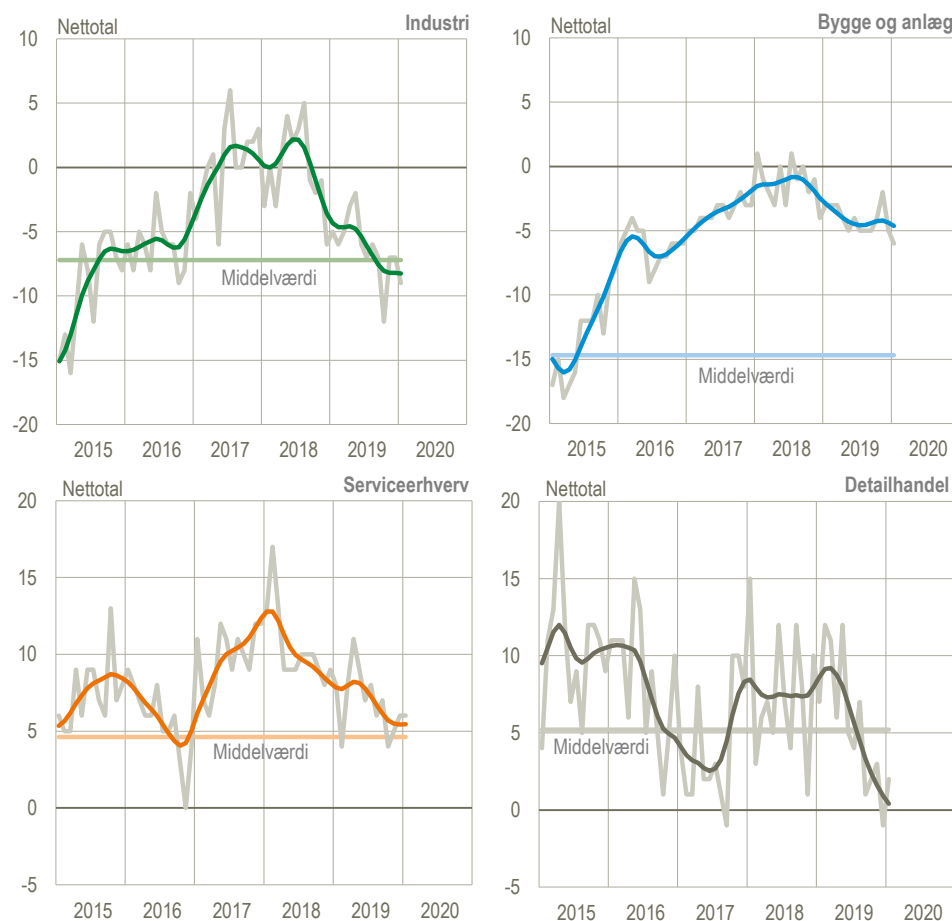 Nettotal Industri
10
5
0
-5
-10
-15
-20
Middelværdi
2015 2016 2017 2018 2019 2020
Nettotal Bygge og anlæg
10
5
0
-5
-10
-15
-20
Middelværdi
2015 2016 2017 2018 2019 2020
Nettotal Serviceerhverv
20
15
10
5
0
-5
Middelværdi
2015 2016 2017 2018 2019 2020
Nettotal Detailhandel
20
15
10
5
0
-5
Middelværdi
2015 2016 2017 2018 2019 2020